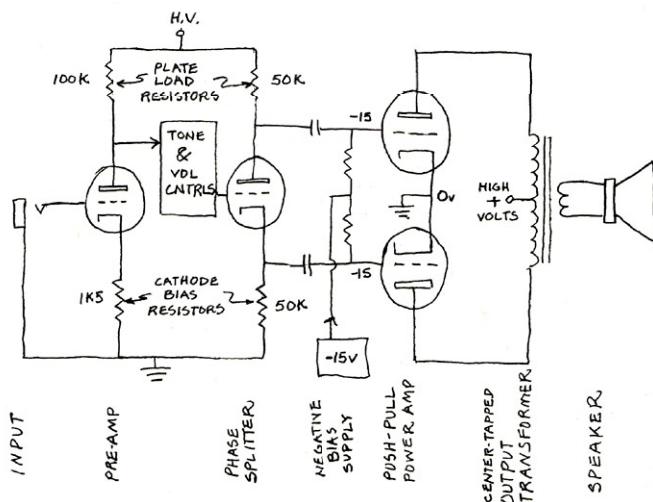 H.V.
100K
PLATE
LOAD
RESISTORS
50K
TONE
&
VOL
CNTRLS
-15
0v
HIGH
+
VOLTS
-15
1K5
CATHODE
BIAS
RESISTORS
50K
-15v
INPUT
PRE-AMP
PHASE
SPLITTER
NEGATIVE
BIAS
SUPPLY
PUSH-PULL
POWER AMP
CENTER-TAPPED
OUTPUT
TRANSFORMER
SPEAKER